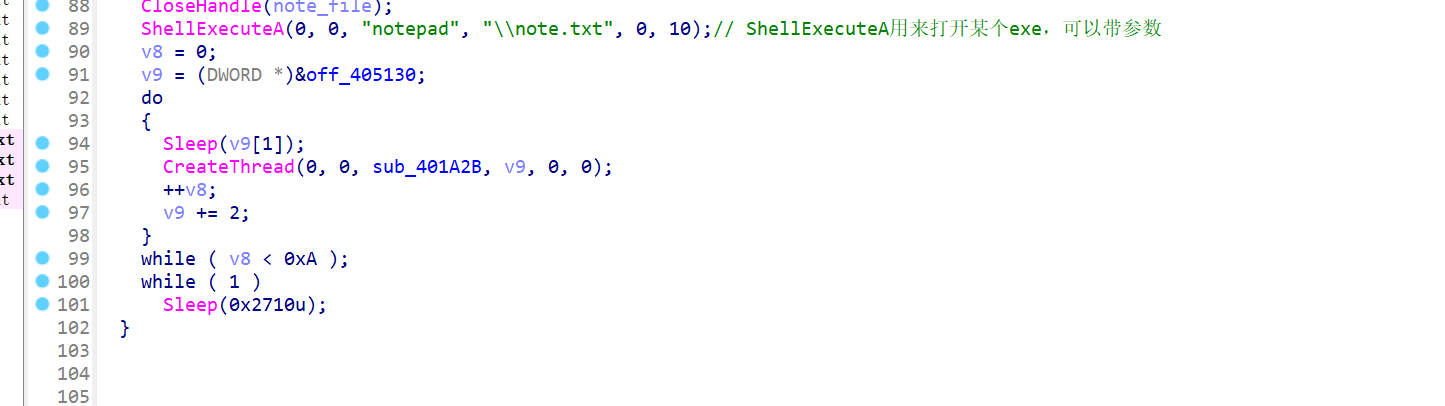 88 CloseHandle(note_file);
89 ShellExecuteA(0, 0, "notepad", "\\note.txt", 0, 10);// ShellExecuteA用来打开某个exe，可以带参数
90 v8 = 0;
91 v9 = (DWORD *)&off_405130;
92 do
93 {
94 Sleep(v9[1]);
95 CreateThread(0, 0, sub_401A2B, v9, 0, 0);
96 ++v8;
97 v9 += 2;
98 }
99 while ( v8 < 0xA );
100 while ( 1 )
101 Sleep(0x2710u);
102 }
103
104
105